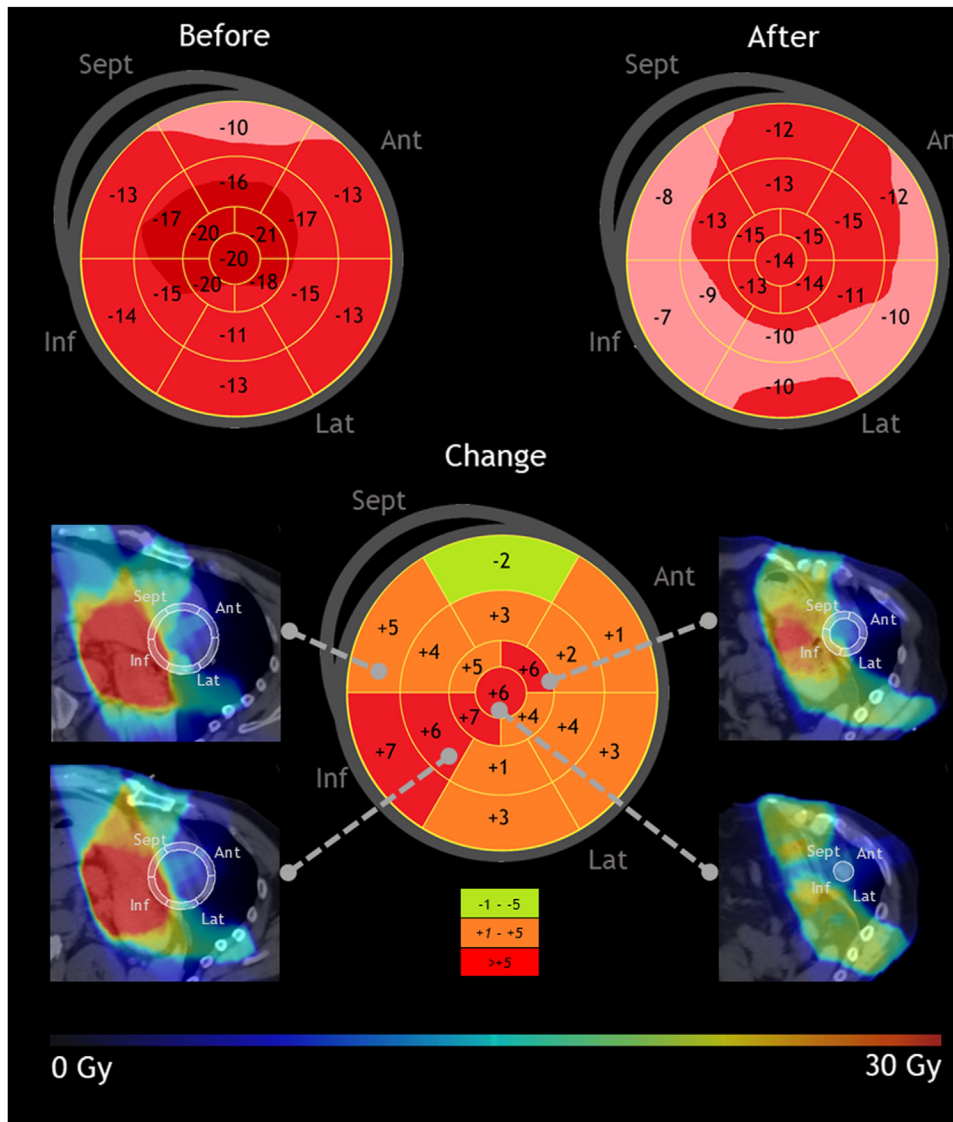 Before
After
Sept
Sept
Ant
An
-10
-12
-13
-16
-13
-8
-13
-12
-17
-17
-13
-15
-20
-21
-15
-15
-20
-14
-15
-20
-18
-15
-9
-13
-14
-11
-14
-13
-7
-10
Inf
Inf
-11
-10
-13
-10
Lat
Lat
Change
Sept
Ant
-2
+3
+5
+1
+4
+2
+5
+6
+6
+7
+4
+6
+4
+7
+3
+1
+3
Inf
Lat
Sept
Ant
Inf
Lat
Sept
Ant
Inf
Lat
Sept
Ant
Inf
Lat
Sept
Ant
Inf
Lat
-1 - -5
+1 - +5
>+5
0 Gy
30 Gy